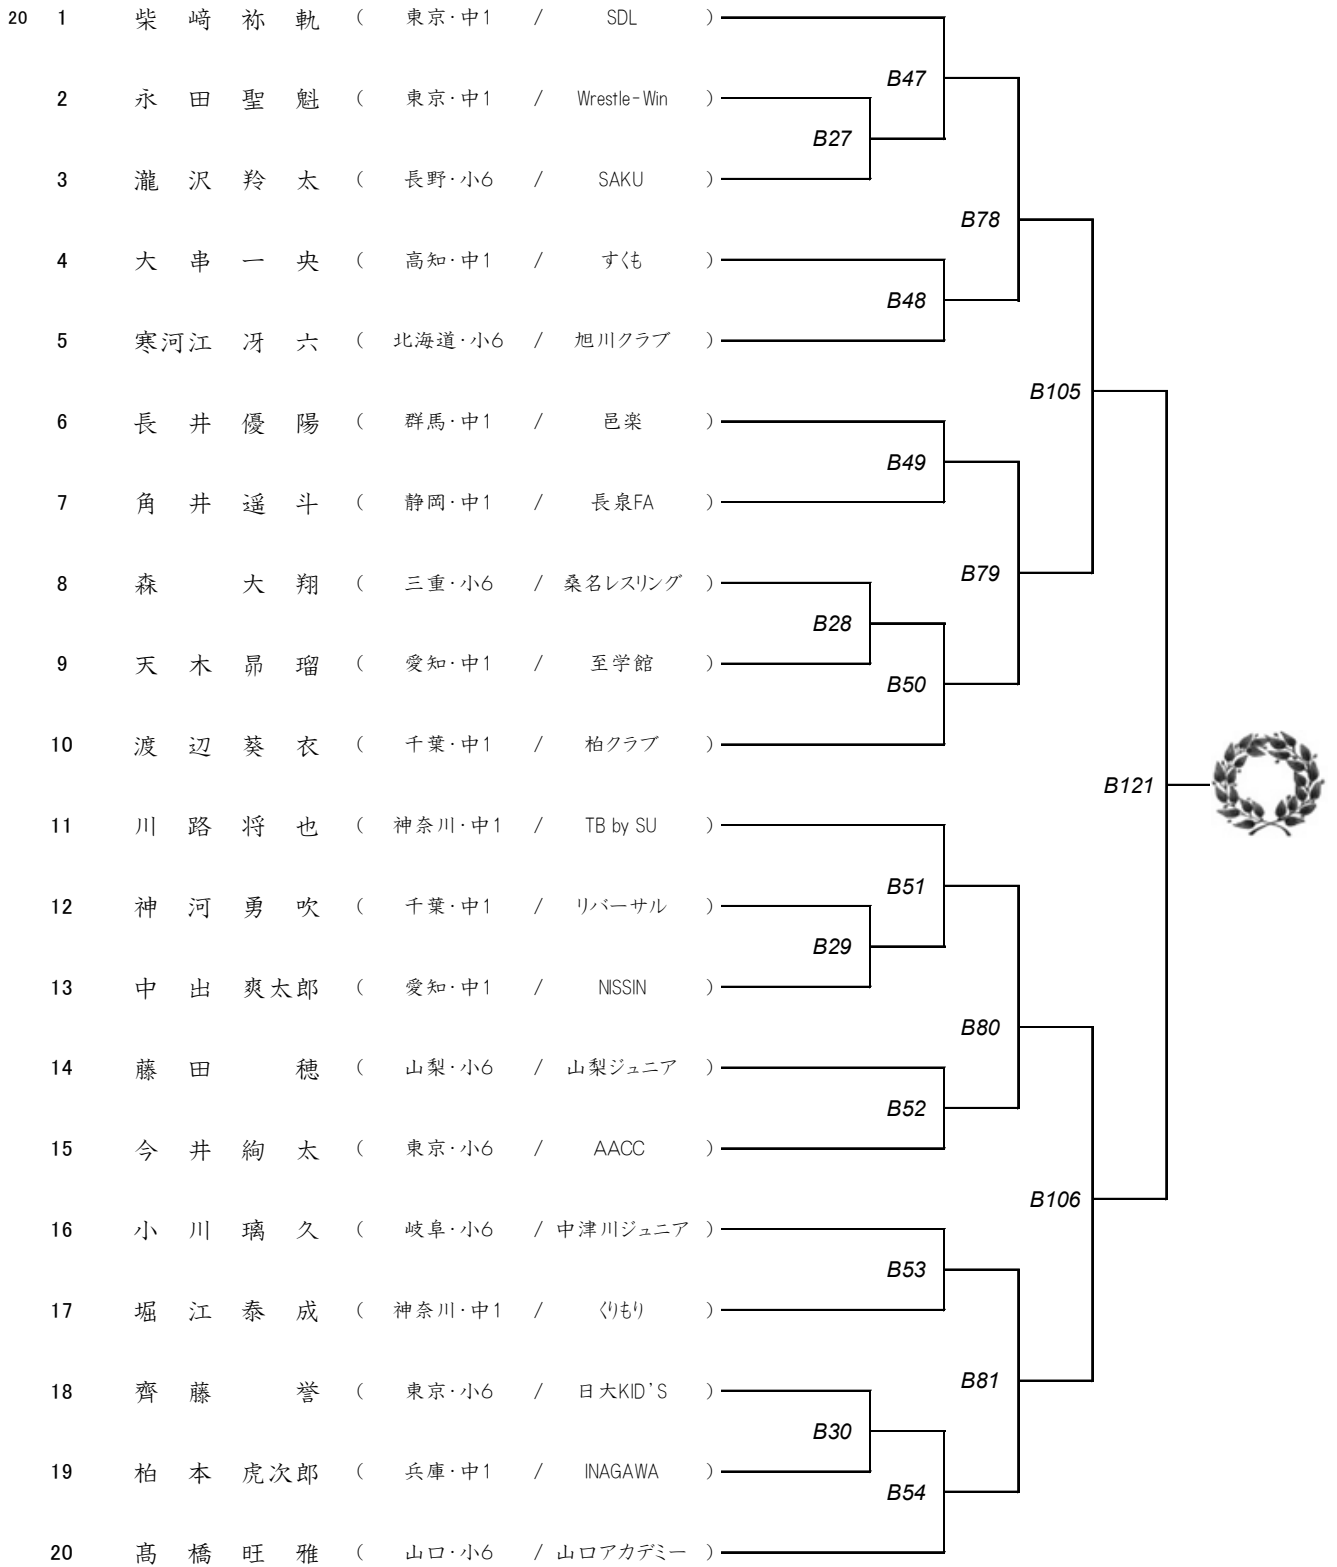 20 1 柴﨑祢軌 ( 東京・中1 / SDL )
B47
2 永田聖魁 ( 東京・中1 / Wrestle-Win )
B27
3 瀧沢羚太 ( 長野・小6 / SAKU )
B78
4 大串一央 ( 高知・中1 / すくも )
B48
5 寒河江冴六 ( 北海道・小6 / 旭川クラブ )
B105
6 長井優陽 ( 群馬・中1 / 邑楽 )
B49
7 角井遥斗 ( 静岡・中1 / 長泉FA )
B79
8 森大翔 ( 三重・小6 / 桑名レスリング )
B28
9 天木昴瑠 ( 愛知・中1 / 至学館 )
B50
10 渡辺葵衣 ( 千葉・中1 / 柏クラブ )
B121
11 川路将也 ( 神奈川・中1 / TB by SU )
B51
12 神河勇吹 ( 千葉・中1 / リバーサル )
B29
13 中出爽太郎 ( 愛知・中1 / NISSIN )
B80
14 藤田穂 ( 山梨・小6 / 山梨ジュニア )
B52
15 今井絢太 ( 東京・小6 / AACC )
B106
16 小川璃久 ( 岐阜・小6 / 中津川ジュニア )
B53
17 堀江泰成 ( 神奈川・中1 / くりもり )
B81
18 齊藤誉 ( 東京・小6 / 日大KID'S )
B30
19 柏本虎次郎 ( 兵庫・中1 / INAGAWA )
B54
20 髙橋旺雅 ( 山口・小6 / 山口アカデミー )